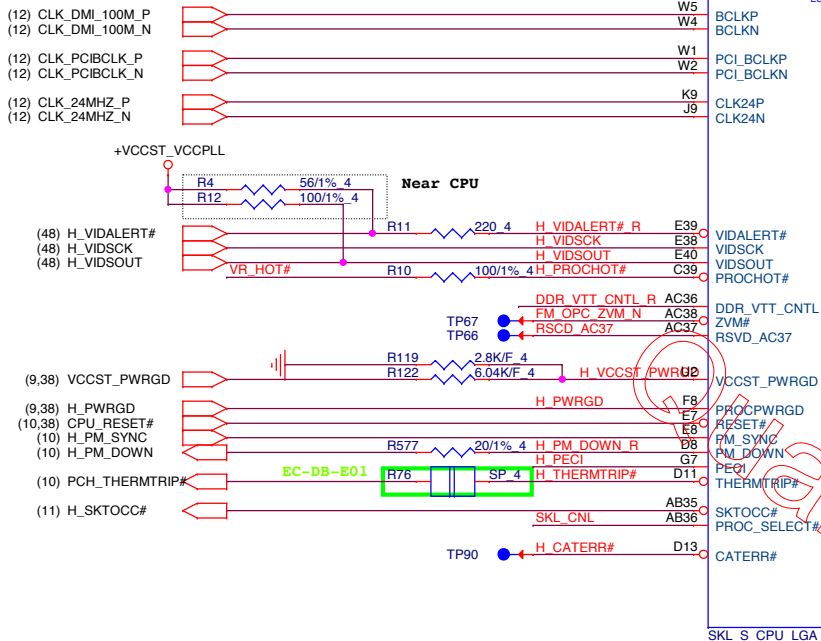 (12) CLK_DMI_100M_P W5 BCLKP
(12) CLK_DMI_100M_N W4 BCLKN
(12) CLK_PCIBCLK_P W1 PCI_BCLKP
(12) CLK_PCIBCLK_N W2 PCI_BCLKN
(12) CLK_24MHZ_P K9 CLK24P
(12) CLK_24MHZ_N J9 CLK24N
+VCCST_VCCPLL
R4 56/1%_4 Near CPU
R12 100/1%_4
(48) H_VIDALERT# R11 220_4 H_VIDALERT#_R E39 VIDALERT#
(48) H_VIDSCK H_VIDSCK E38 VIDSCK
(48) H_VIDSOUT H_VIDSOUT E40 VIDSOUT
VR_HOT# R10 100/1%_4 H_PROCHOT# C39 PROCHOT#
DDR_VTT_CNTL_R AC36 DDR_VTT_CNTL
TP67 FM_OPC_ZVM_N AC38 ZVM#
TP66 RSCD_AC37 AC37 RSVD_AC37
R119 2.8K/F_4
(9,38) VCCST_PWRGD R122 6.04K/F_4 H_VCCST_PWRGD U2 VCCST_PWRGD
(9,38) H_PWRGD H_PWRGD F8 PROCPWRGD
(10,38) CPU_RESET# E7 RESET#
(10) H_PM_SYNC E8 PM_SYNC
(10) H_PM_DOWN R577 20/1%_4 H_PM_DOWN_R D8 PM_DOWN
H_PECI G7 PECI
EC-DB-E01
(10) PCH_THERMTRIP# R76 SP_4 H_THERMTRIP# D11 THERMTRIP#
(11) H_SKTOCC# AB35 SKTOCC#
SKL_CNL AB36 PROC_SELECT#
TP90 H_CATERR# D13 CATERR#
SKL_S_CPU_LGA